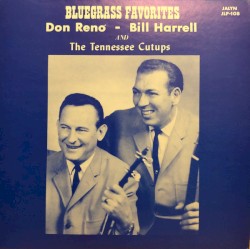 BLUEGRASS FAVORITES
JALYN
JLP-108
Don Reno - Bill Harrell
AND
The Tennessee Cutups